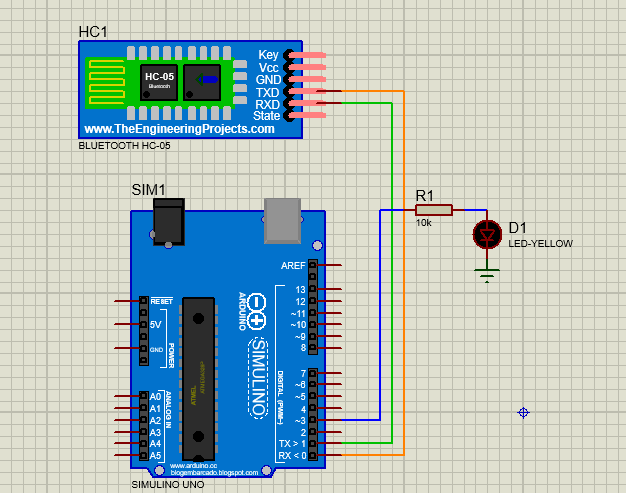 HC1
Key
Vcc
GND
TXD
RXD
State
HC-05
Bluetooth
www.TheEngineeringProjects.com
BLUETOOTH HC-05
SIM1
R1
10k
D1
LED-YELLOW
AREF
13
12
~11
~10
~9
8
7
~6
~5
4
~3
2
TX > 1
RX < 0
RESET
5V
GND
POWER
A0
A1
A2
A3
A4
A5
ANALOG IN
ATMEL
ARDUINO
SIMULINO
DIGITAL (PWM~)
www.arduino.cc
blogembarcado.blogspot.com
SIMULINO UNO